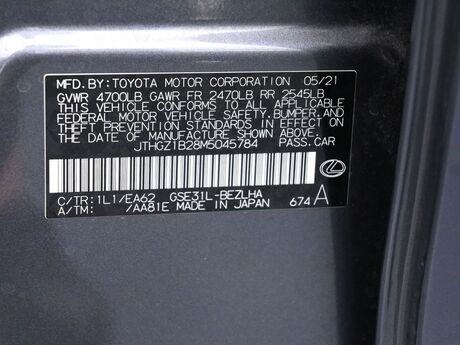 MFD.BY:TOYOTA MOTOR CORPORATION 05/21
GVWR 4700LB GAWR FR 2470LB RR 2545LB
THIS VEHICLE CONFORMS TO ALL APPLICABLE
FEDERAL MOTOR VEHICLE SAFETY, BUMPER, AND
THEFT PREVENTION STANDARDS IN EFFECT ON
THE DATE OF MANUFACTURE SHOWN ABOVE.
JTHGZ1B28M5045784 PASS.CAR
C/TR:1L1/EA62 GSE31L-BEZLHA
A/TM: /AA81E MADE IN JAPAN 674 A